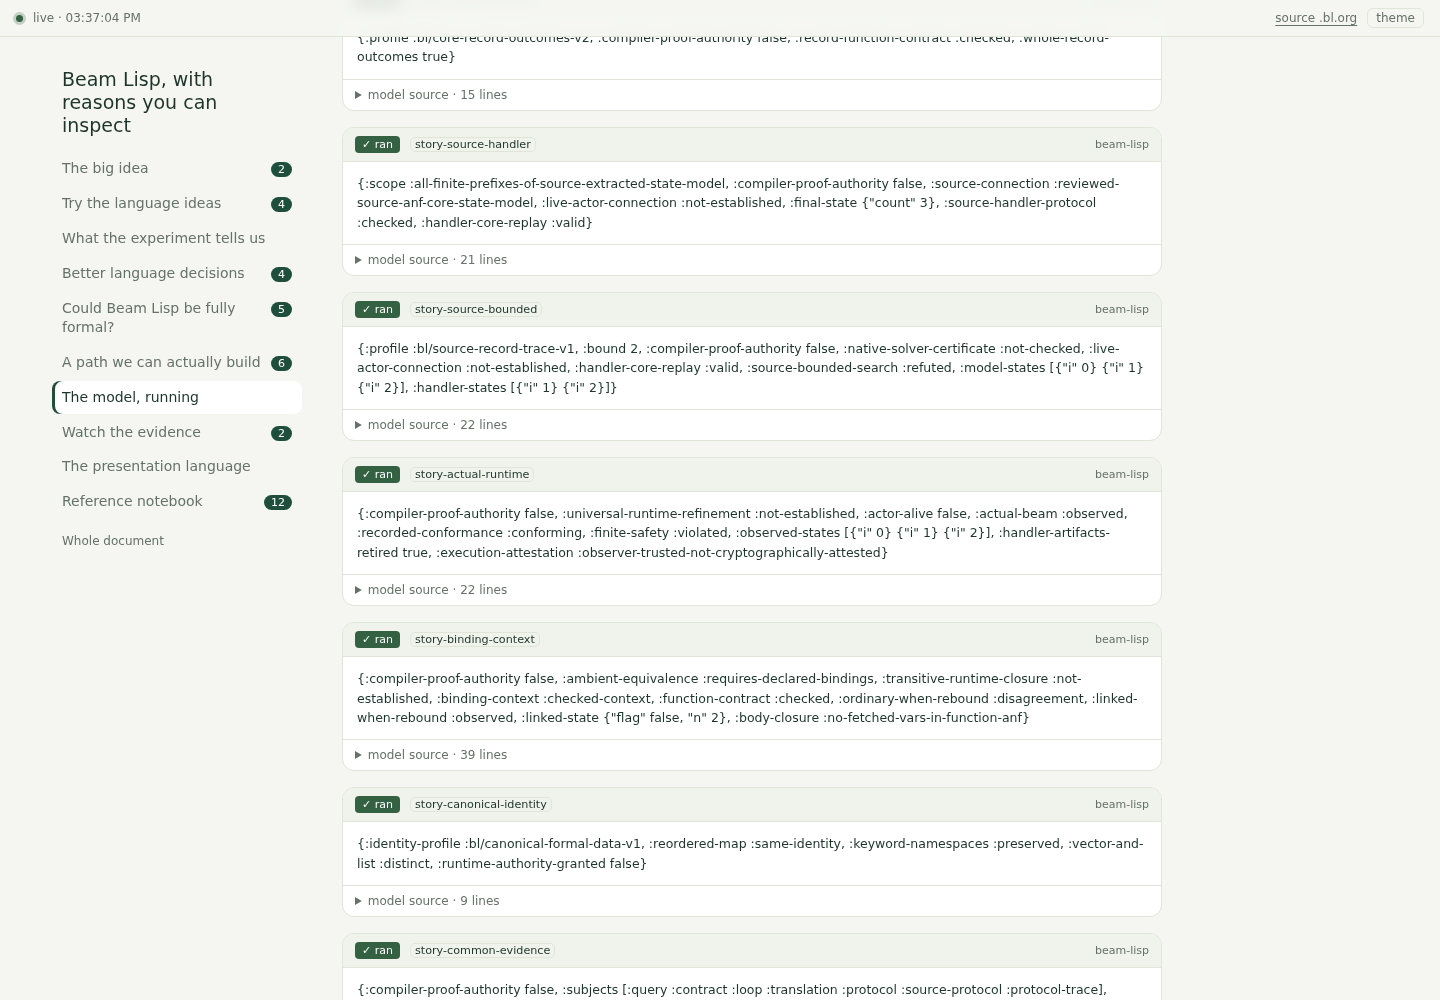 live · 03:37:04 PM
source .bl.org
theme
Beam Lisp, with
reasons you can
inspect
The big idea 2
Try the language ideas 4
What the experiment tells us
Better language decisions 4
Could Beam Lisp be fully 5
formal?
A path we can actually build 6
The model, running
Watch the evidence 2
The presentation language
Reference notebook 12
Whole document
{:profile :bl/core-record-outcomes-v2, :compiler-proof-authority false, :record-function-contract :checked, :whole-record-
outcomes true}
▶ model source · 15 lines
✓ ran story-source-handler beam-lisp
{:scope :all-finite-prefixes-of-source-extracted-state-model, :compiler-proof-authority false, :source-connection :reviewed-
source-anf-core-state-model, :live-actor-connection :not-established, :final-state {"count" 3}, :source-handler-protocol
:checked, :handler-core-replay :valid}
▶ model source · 21 lines
✓ ran story-source-bounded beam-lisp
{:profile :bl/source-record-trace-v1, :bound 2, :compiler-proof-authority false, :native-solver-certificate :not-checked, :live-
actor-connection :not-established, :handler-core-replay :valid, :source-bounded-search :refuted, :model-states [{"i" 0} {"i" 1}
{"i" 2}], :handler-states [{"i" 1} {"i" 2}]}
▶ model source · 22 lines
✓ ran story-actual-runtime beam-lisp
{:compiler-proof-authority false, :universal-runtime-refinement :not-established, :actor-alive false, :actual-beam :observed,
:recorded-conformance :conforming, :finite-safety :violated, :observed-states [{"i" 0} {"i" 1} {"i" 2}], :handler-artifacts-
retired true, :execution-attestation :observer-trusted-not-cryptographically-attested}
▶ model source · 22 lines
✓ ran story-binding-context beam-lisp
{:compiler-proof-authority false, :ambient-equivalence :requires-declared-bindings, :transitive-runtime-closure :not-
established, :binding-context :checked-context, :function-contract :checked, :ordinary-when-rebound :disagreement, :linked-
when-rebound :observed, :linked-state {"flag" false, "n" 2}, :body-closure :no-fetched-vars-in-function-anf}
▶ model source · 39 lines
✓ ran story-canonical-identity beam-lisp
{:identity-profile :bl/canonical-formal-data-v1, :reordered-map :same-identity, :keyword-namespaces :preserved, :vector-and-
list :distinct, :runtime-authority-granted false}
▶ model source · 9 lines
✓ ran story-common-evidence beam-lisp
{:compiler-proof-authority false, :subjects [:query :contract :loop :translation :protocol :source-protocol :protocol-trace],